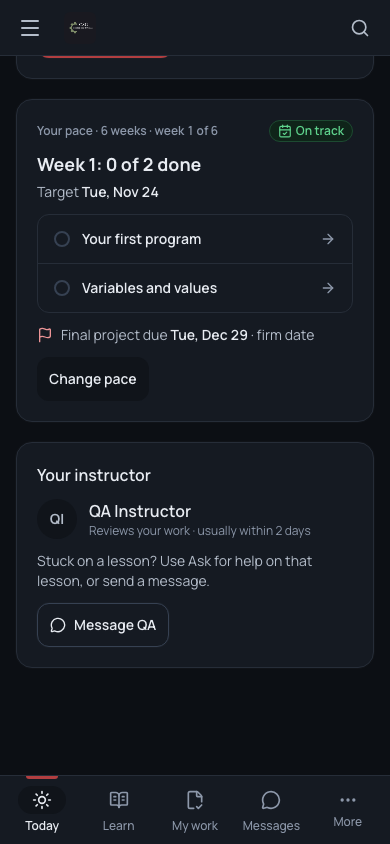 Your pace · 6 weeks · week 1 of 6
On track
Week 1: 0 of 2 done
Target Tue, Nov 24
Your first program
Variables and values
Final project due Tue, Dec 29 · firm date
Change pace
Your instructor
QI
QA Instructor
Reviews your work · usually within 2 days
Stuck on a lesson? Use Ask for help on that
lesson, or send a message.
Message QA
Today
Learn
My work
Messages
More